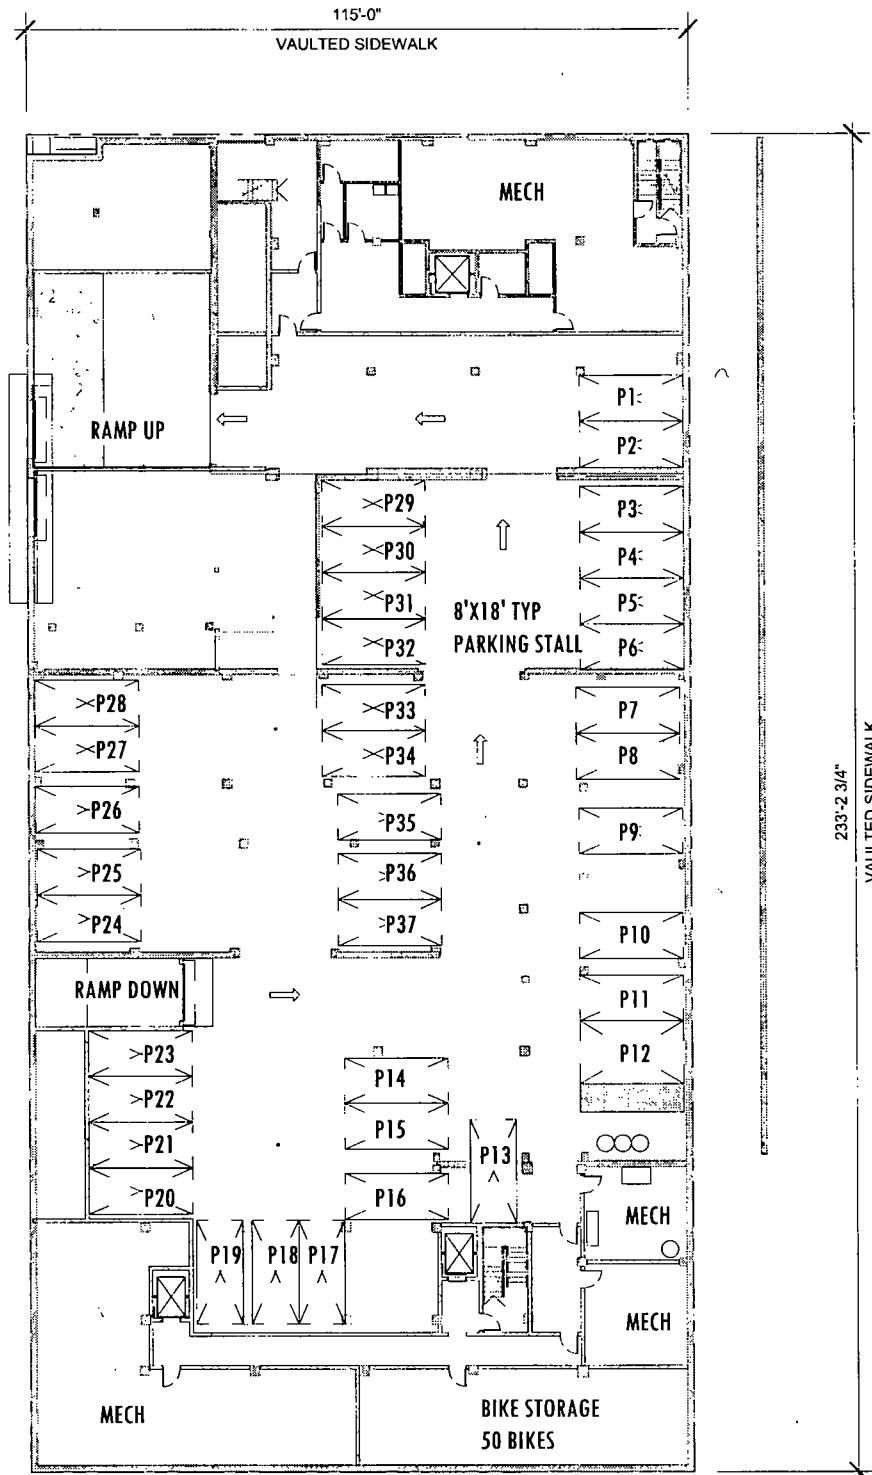 115'-0"
VAULTED SIDEWALK
MECH
RAMP UP
P1
P2
P29
P3
P30
P4
P31
8'X18' TYP
P5
P32
PARKING STALL
P6
P28
P33
P7
P27
P34
P8
P26
P35
P9
P25
P36
P24
P37
P10
RAMP DOWN
P11
P23
P14
P12
P22
P15
P21
P13
P20
P16
MECH
P19
P18
P17
MECH
MECH
BIKE STORAGE
50 BIKES
233'-2 3/4"
VAULTED SIDEWALK